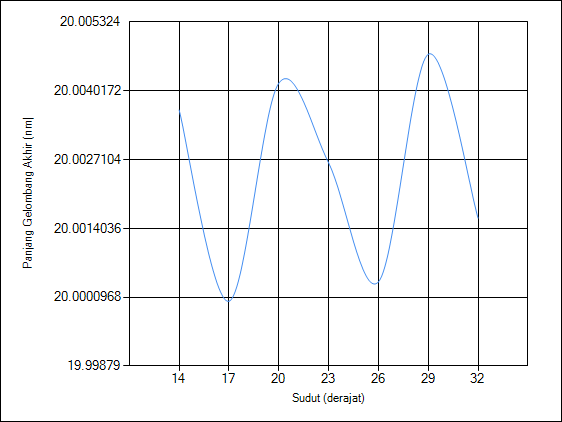 20.005324
20.0040172
20.0027104
20.0014036
20.0000968
19.99879
Panjang Gelombang Akhir (nm|
14 17 20 23 26 29 32
Sudut (derajat)